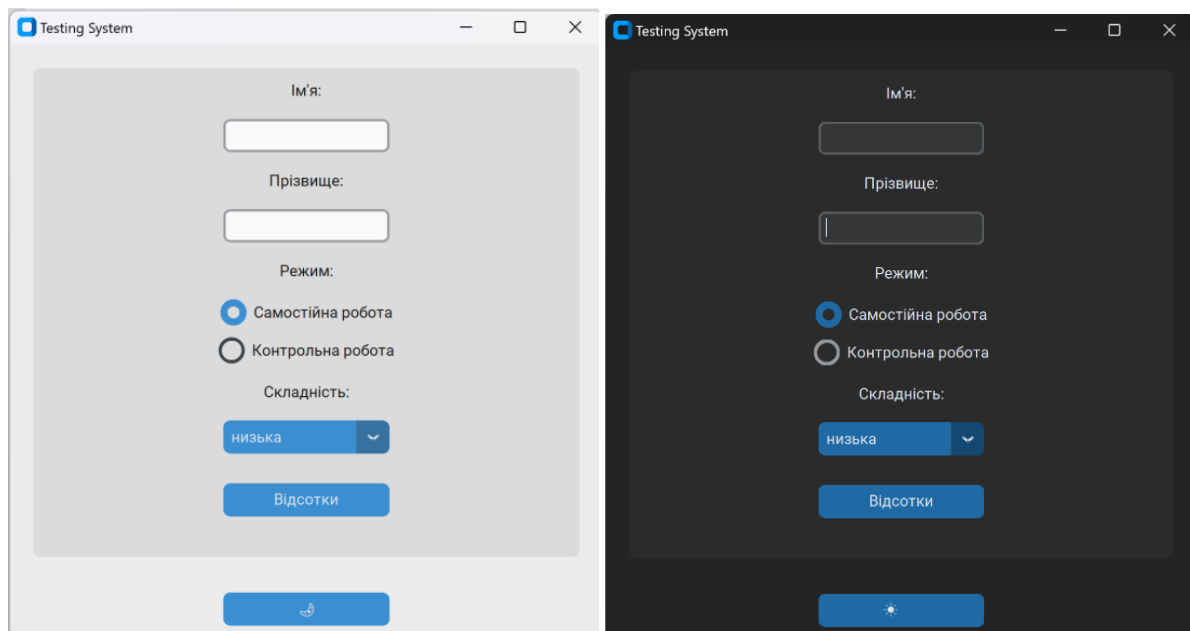 Testing System
Ім'я:
Прізвище:
Режим:
Самостійна робота
Контрольна робота
Складність:
низька
Відсотки
Testing System
Ім'я:
Прізвище:
Режим:
Самостійна робота
Контрольна робота
Складність:
низька
Відсотки